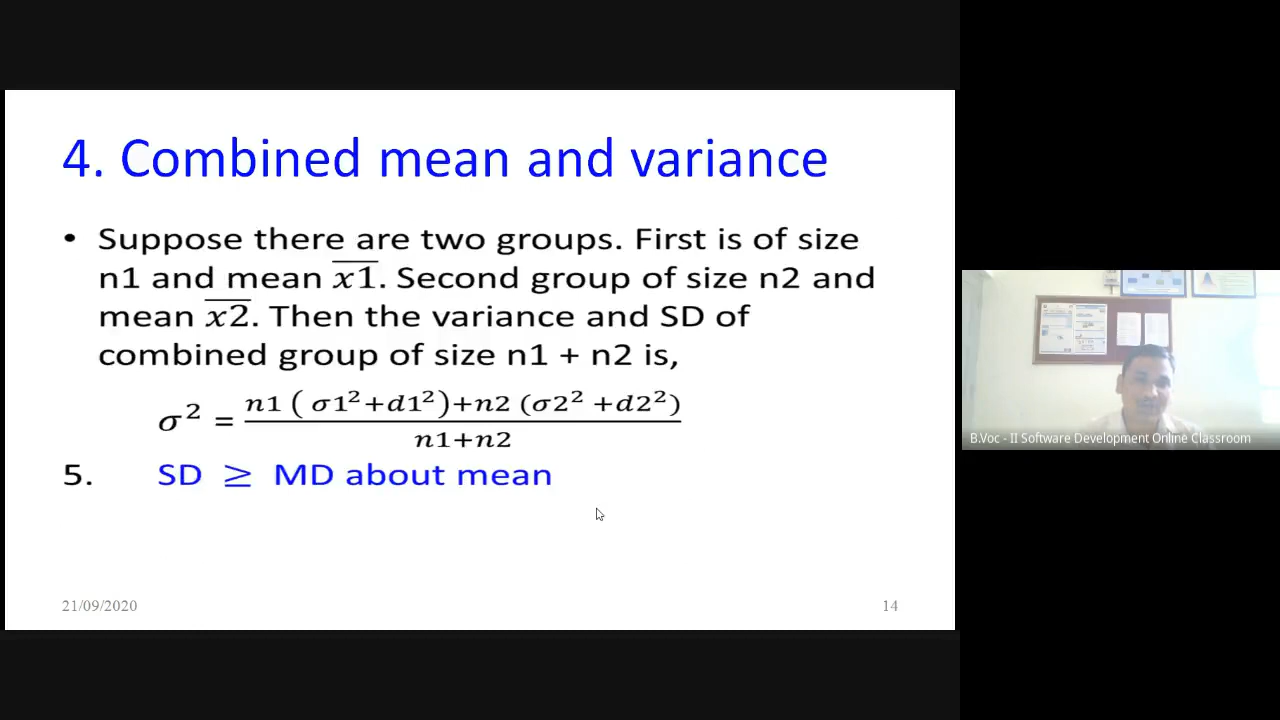 4. Combined mean and variance
• Suppose there are two groups. First is of size
n1 and mean x̅1̅. Second group of size n2 and
mean x̅2̅. Then the variance and SD of
combined group of size n1 + n2 is,
σ² = (n1 ( σ1²+d1²)+n2 (σ2² +d2²)) / (n1+n2)
5. SD ≥ MD about mean
21/09/2020 14
B.Voc - II Software Development Online Classroom